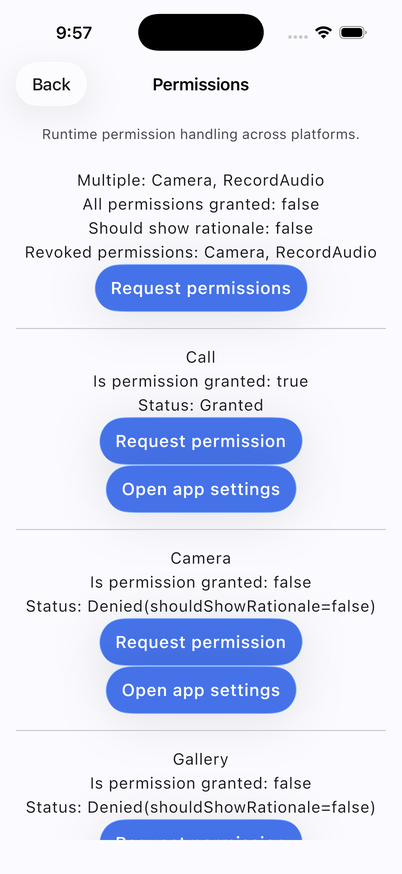 9:57
Back
Permissions
Runtime permission handling across platforms.
Multiple: Camera, RecordAudio
All permissions granted: false
Should show rationale: false
Revoked permissions: Camera, RecordAudio
Request permissions
Call
Is permission granted: true
Status: Granted
Request permission
Open app settings
Camera
Is permission granted: false
Status: Denied(shouldShowRationale=false)
Request permission
Open app settings
Gallery
Is permission granted: false
Status: Denied(shouldShowRationale=false)
Request permission